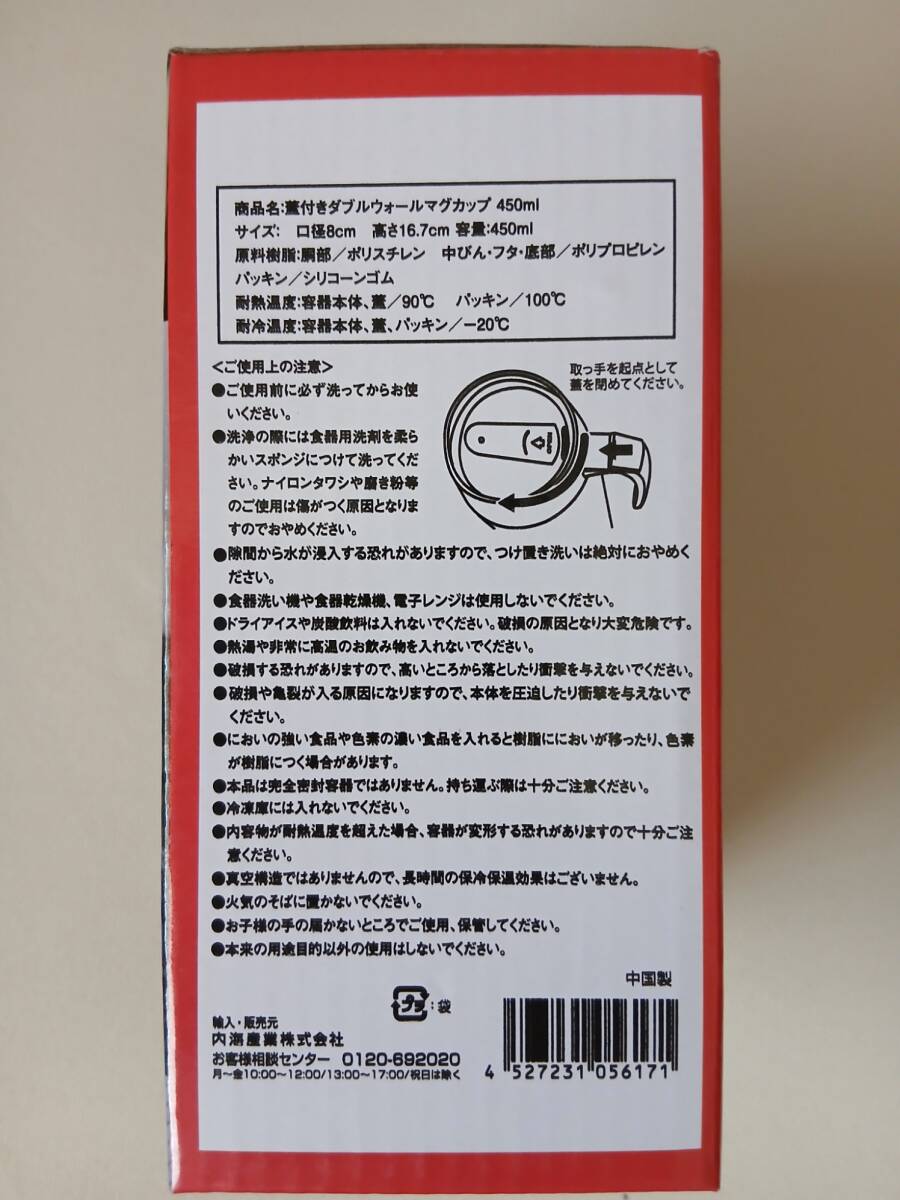 商品名:蓋付きダブルウォールマグカップ 450ml
サイズ: 口径8cm 高さ16.7cm 容量:450ml
原料樹脂:胴部/ポリスチレン 中びん・フタ・底部/ポリプロピレン
パッキン/シリコーンゴム
耐熱温度:容器本体、蓋/90℃ パッキン/100℃
耐冷温度:容器本体、蓋、パッキン/−20℃
<ご使用上の注意>
取っ手を起点として
蓋を閉めてください。
●ご使用前に必ず洗ってからお使
いください。
●洗浄の際には食器用洗剤を柔ら
かいスポンジにつけて洗ってくだ
さい。ナイロンタワシや磨き粉等
のご使用は傷がつく原因となりま
すのでおやめください。
●隙間から水が浸入する恐れがありますので、つけ置き洗いは絶対におやめく
ださい。
●食器洗い機や食器乾燥機、電子レンジは使用しないでください。
●ドライアイスや炭酸飲料は入れないでください。破損の原因となり大変危険です。
●熱湯や非常に高温のお飲み物を入れないでください。
●破損する恐れがありますので、高いところから落としたり衝撃を与えないでください。
●破損や亀裂が入る原因になりますので、本体を圧迫したり衝撃を与えないで
ください。
●においの強い食品や色素の濃い食品を入れると樹脂ににおいが移ったり、色素
が樹脂につく場合があります。
●本品は完全密封容器ではありません。持ち運ぶ際は十分ご注意ください。
●冷凍庫には入れないでください。
●内容物が耐熱温度を超えた場合、容器が変形する恐れがありますので十分ご注
意ください。
●真空構造ではありませんので、長時間の保冷保温効果はございません。
●火気のそばに置かないでください。
●お子様の手の届かないところでご使用、保管してください。
●本来の用途目的以外の使用はしないでください。
中国製
プラ:袋
輸入・販売元
内海産業株式会社
お客様相談センター 0120-692020
月〜金10:00〜12:00/13:00〜17:00/祝日は除く
4 527231 056171